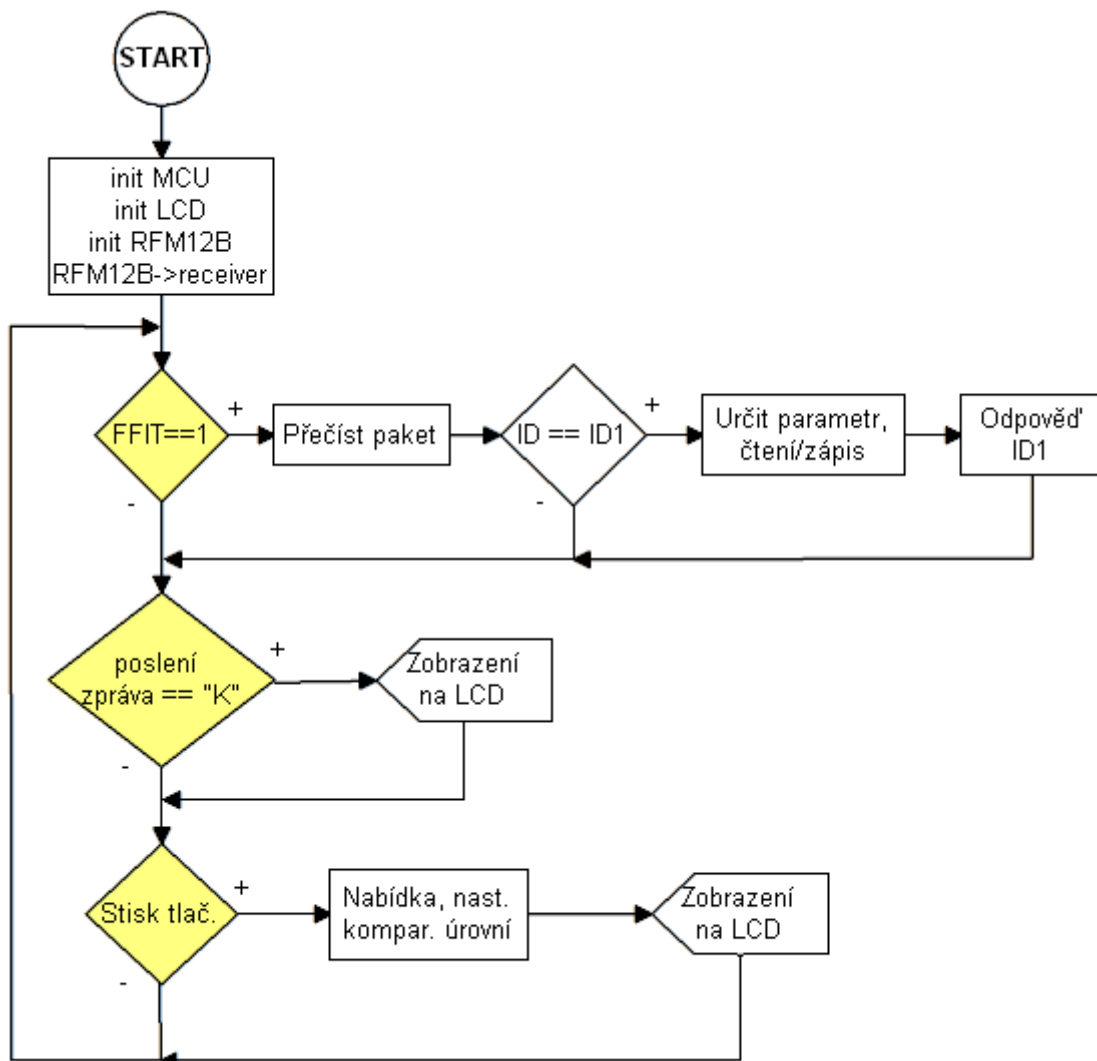 START
init MCU
init LCD
init RFM12B
RFM12B->receiver
FFIT==1
+
-
Přečíst paket
ID == ID1
+
-
Určit parametr,
čtení/zápis
Odpověď
ID1
poslení
zpráva == "K"
+
-
Zobrazení
na LCD
Stisk tlač.
+
-
Nabídka, nast.
kompar. úrovní
Zobrazení
na LCD